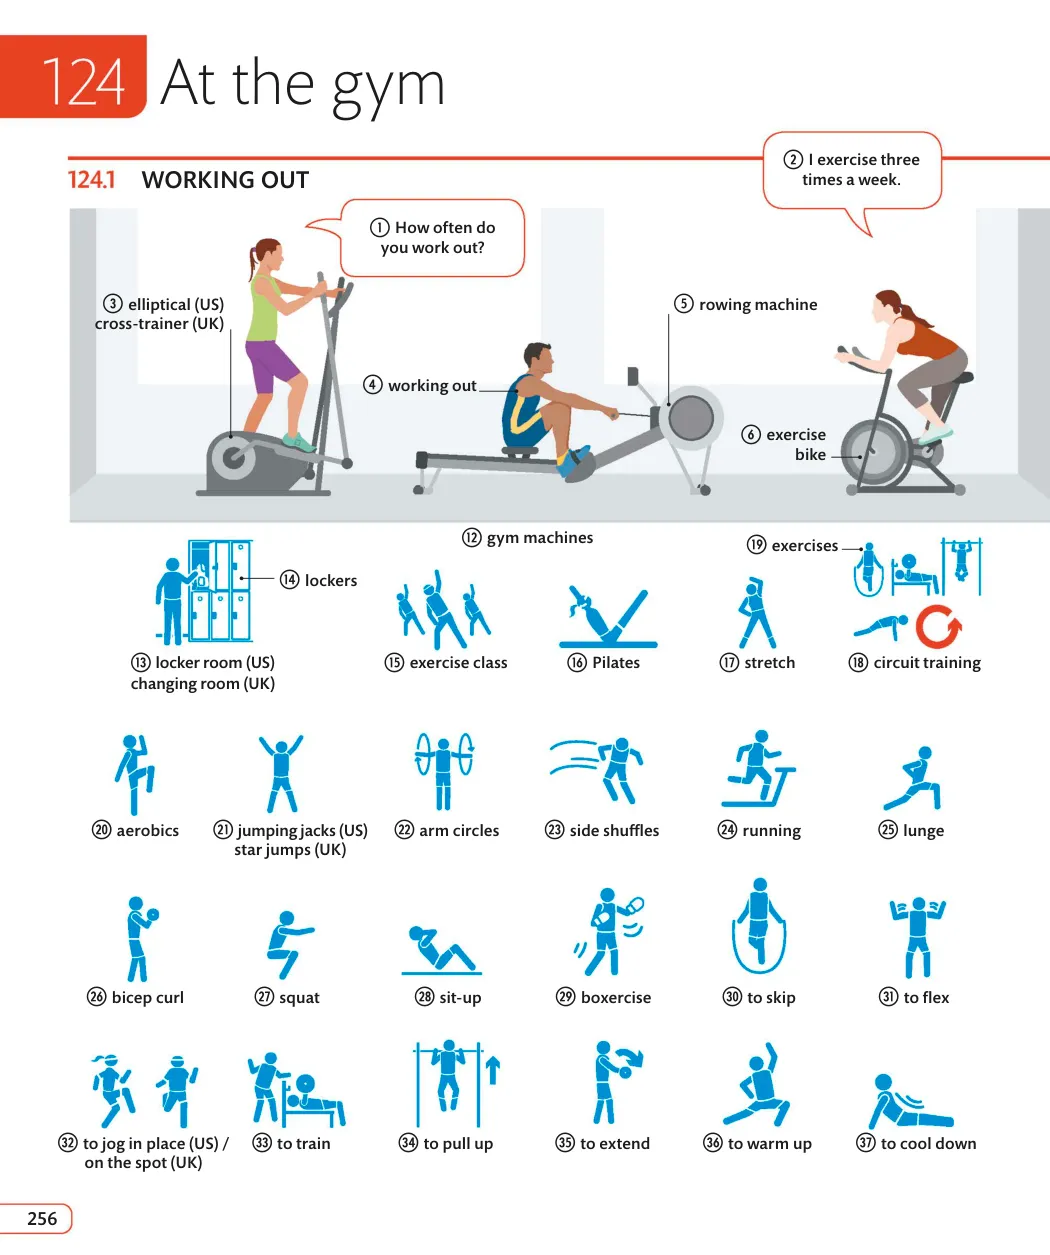 124 At the gym
124.1 WORKING OUT
② I exercise three
times a week.
① How often do
you work out?
③ elliptical (US)
cross-trainer (UK)
④ working out
⑤ rowing machine
⑥ exercise
bike
⑫ gym machines
⑲ exercises
⑭ lockers
⑬ locker room (US)
changing room (UK)
⑮ exercise class
⑯ Pilates
⑰ stretch
⑱ circuit training
⑳ aerobics
㉑ jumping jacks (US)
star jumps (UK)
㉒ arm circles
㉓ side shuffles
㉔ running
㉕ lunge
㉖ bicep curl
㉗ squat
㉘ sit-up
㉙ boxercise
㉚ to skip
㉛ to flex
㉜ to jog in place (US) /
on the spot (UK)
㉝ to train
㉞ to pull up
㉟ to extend
㊱ to warm up
㊲ to cool down
256